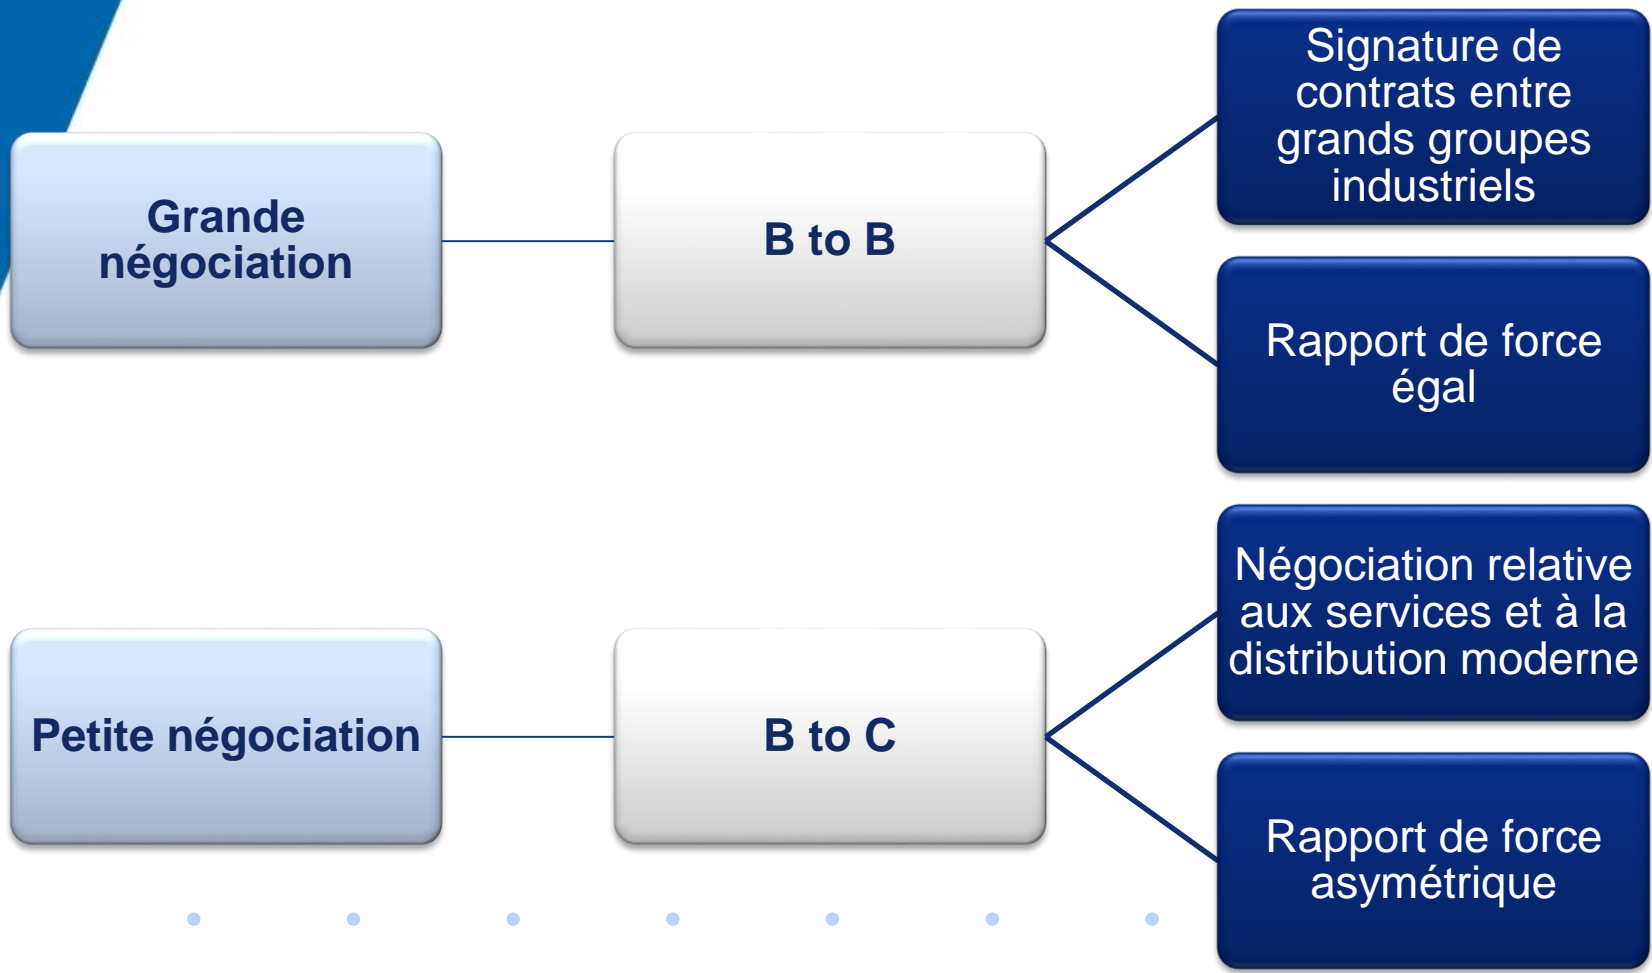 Grande
négociation
B to B
Signature de
contrats entre
grands groupes
industriels
Rapport de force
égal
Petite négociation
B to C
Négociation relative
aux services et à la
distribution moderne
Rapport de force
asymétrique